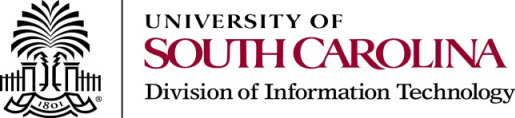 1801
®
UNIVERSITY OF
SOUTH CAROLINA
Division of Information Technology